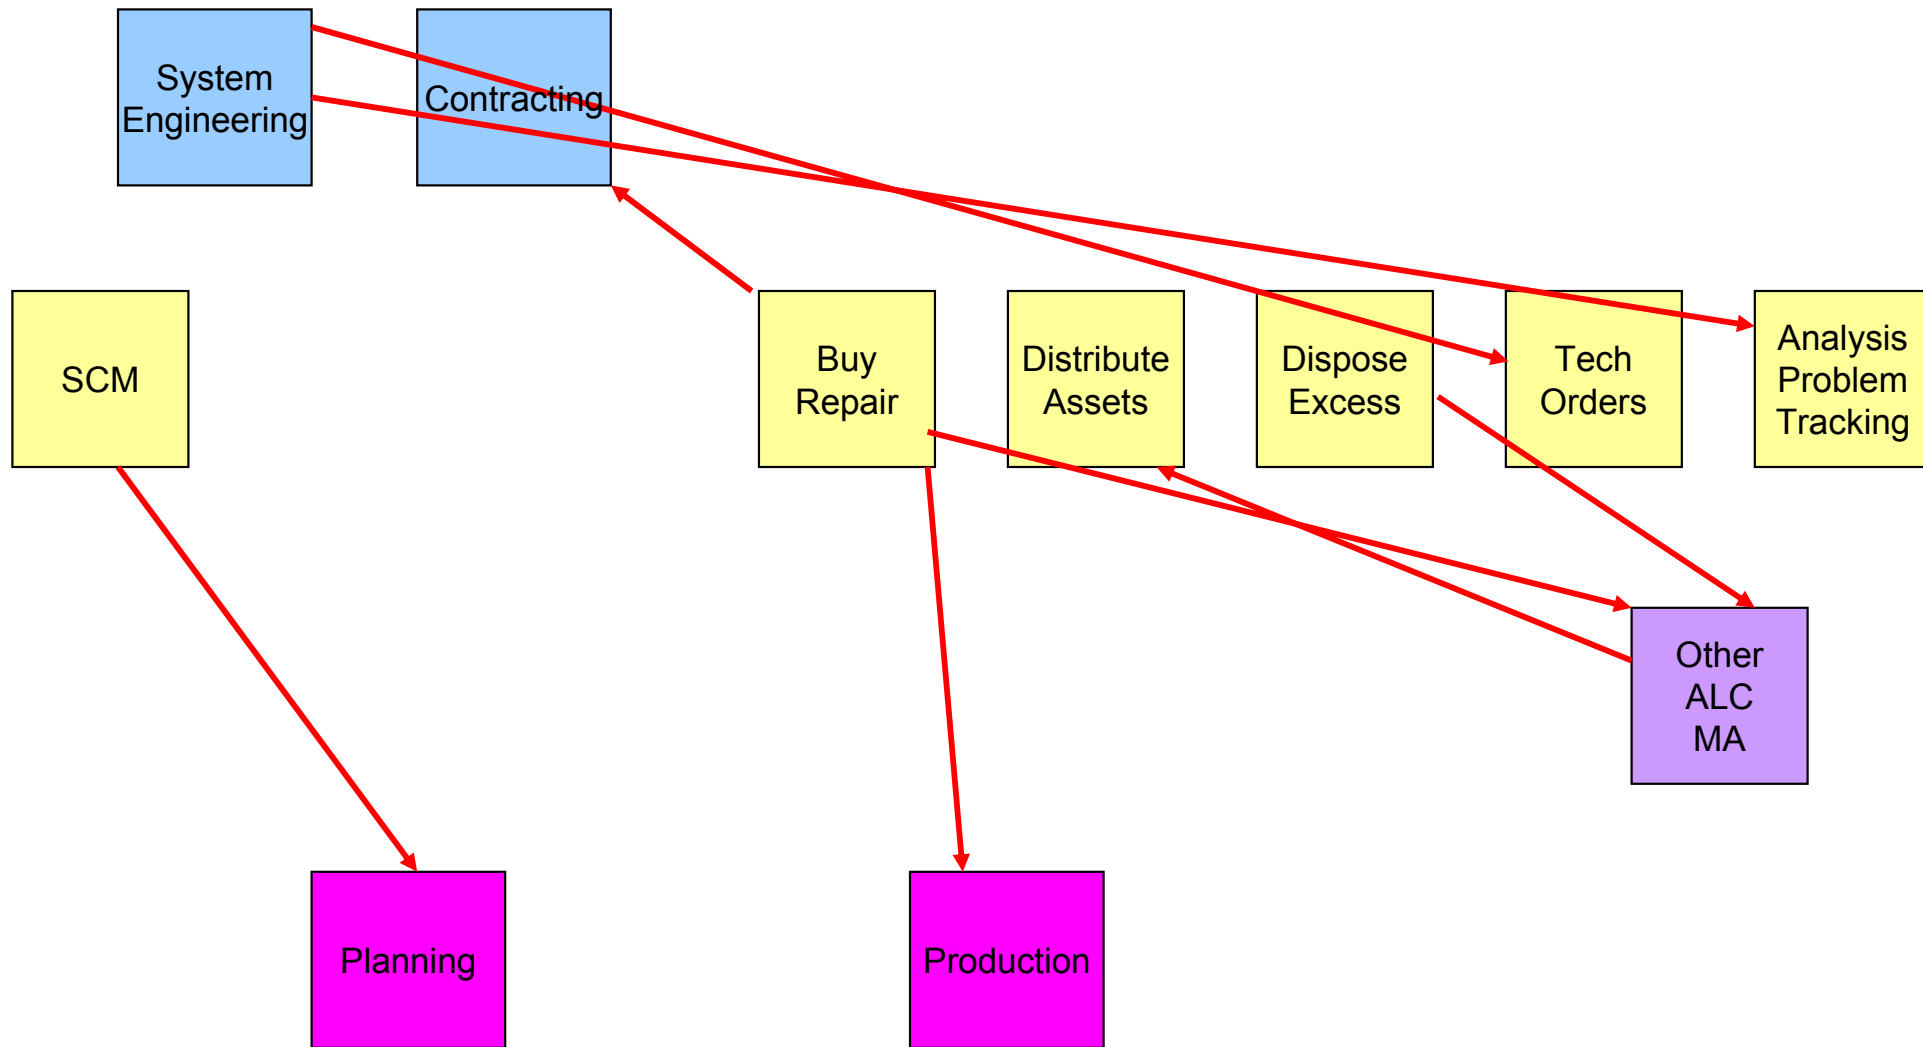 System
Engineering
Contracting
SCM
Buy
Repair
Distribute
Assets
Dispose
Excess
Tech
Orders
Analysis
Problem
Tracking
Other
ALC
MA
Planning
Production